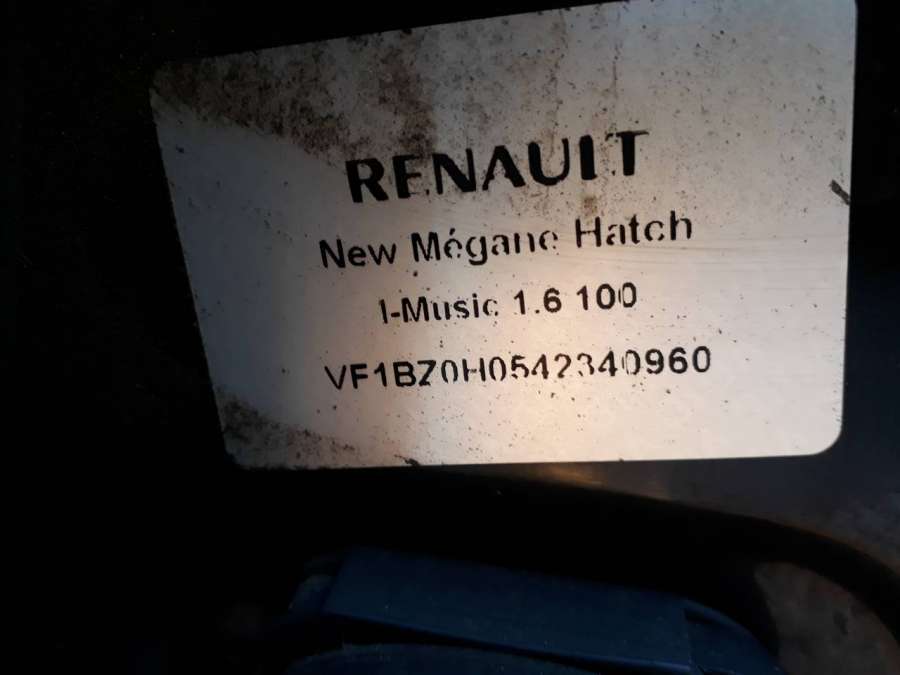 RENAULT
New Mégane Hatch
I-Music 1.6 100
VF1BZ0H0542340960